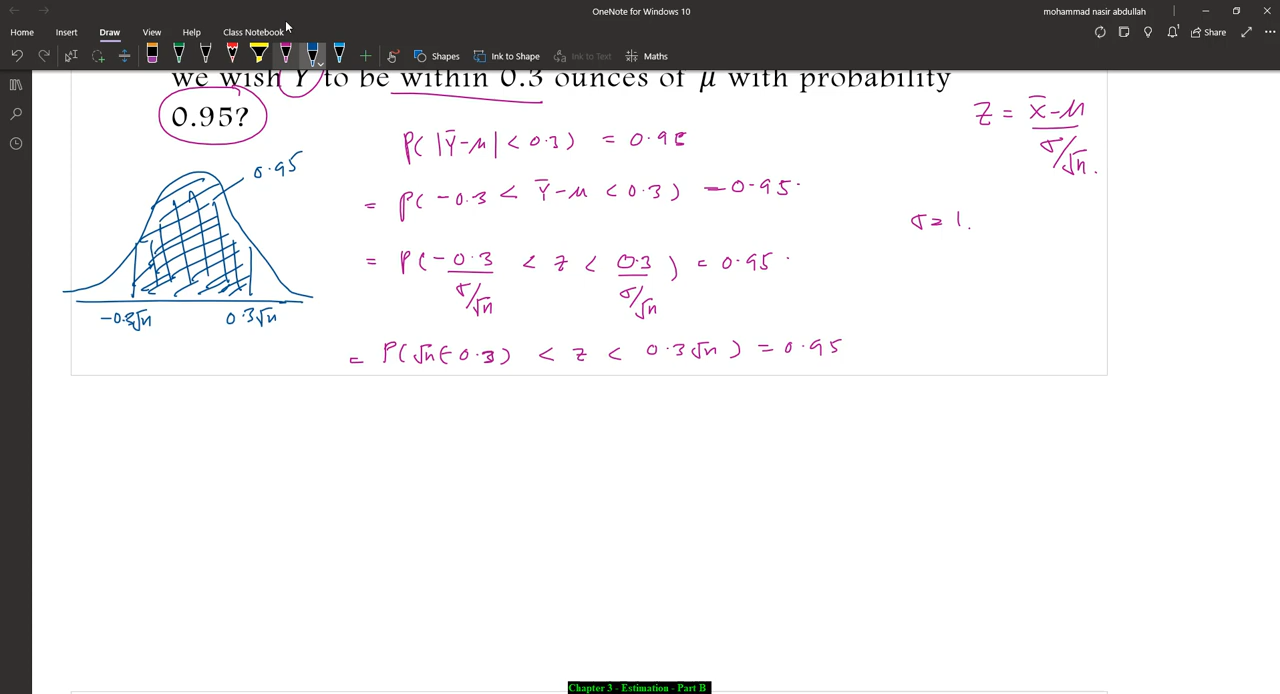 OneNote for Windows 10
mohammad nasir abdullah
Home Insert Draw View Help Class Notebook
Share
Shapes Ink to Shape Ink to Text Maths
we wish Y̅ to be within 0.3 ounces of μ with probability
0.95?
Z = (x̅-μ)/(σ/√n).
P( |Y̅-μ| < 0.3 ) = 0.95
0.95
= P( -0.3 < Y̅-μ < 0.3 ) = 0.95.
σ = 1.
= P( -0.3/(σ/√n) < z < 0.3/(σ/√n) ) = 0.95.
-0.3√n 0.3√n
= P( √n(-0.3) < z < 0.3√n ) = 0.95
Chapter 3 - Estimation - Part B